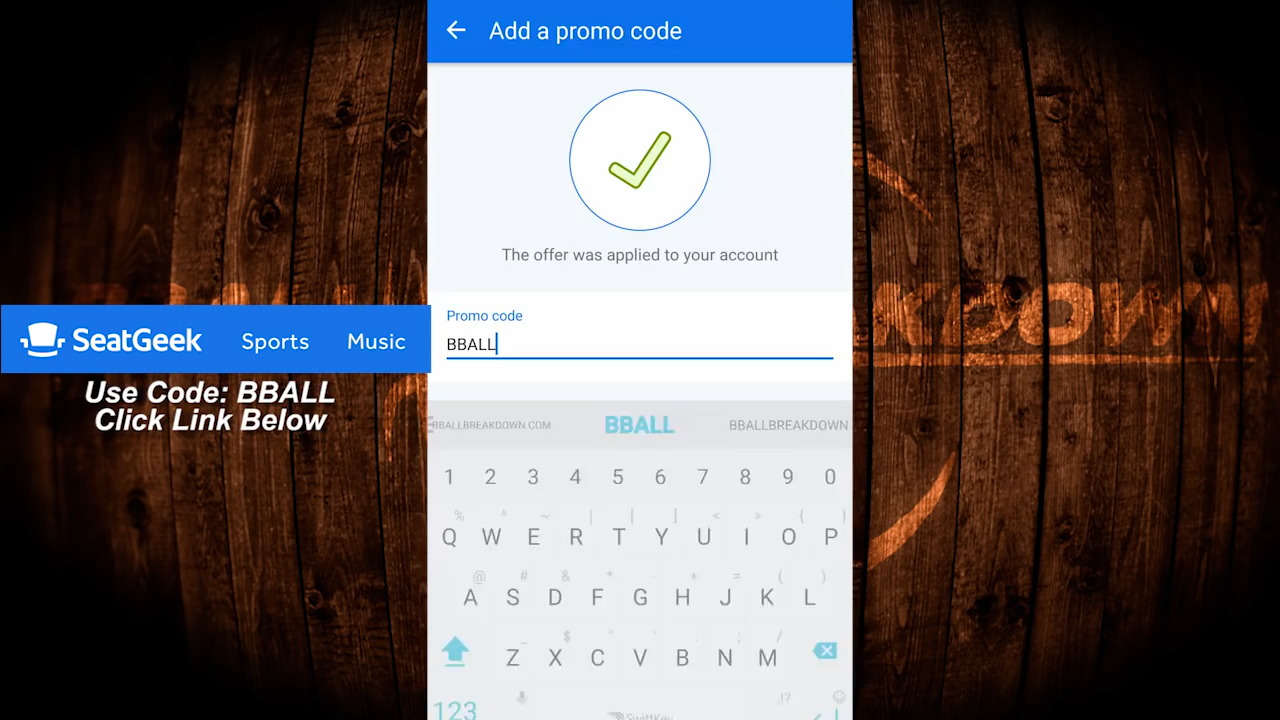 Add a promo code
The offer was applied to your account
Promo code
BBALL
SeatGeek Sports Music
Use Code: BBALL
Click Link Below
BBALLBREAKDOWN.COM BBALL BBALLBREAKDOWN
1 2 3 4 5 6 7 8 9 0
% ^ ~ | [ ] < > { }
Q W E R T Y U I O P
@ # & * - + = ( )
A S D F G H J K L
_ $ " ' : ; /
Z X C V B N M
123 SwiftKey ,!?